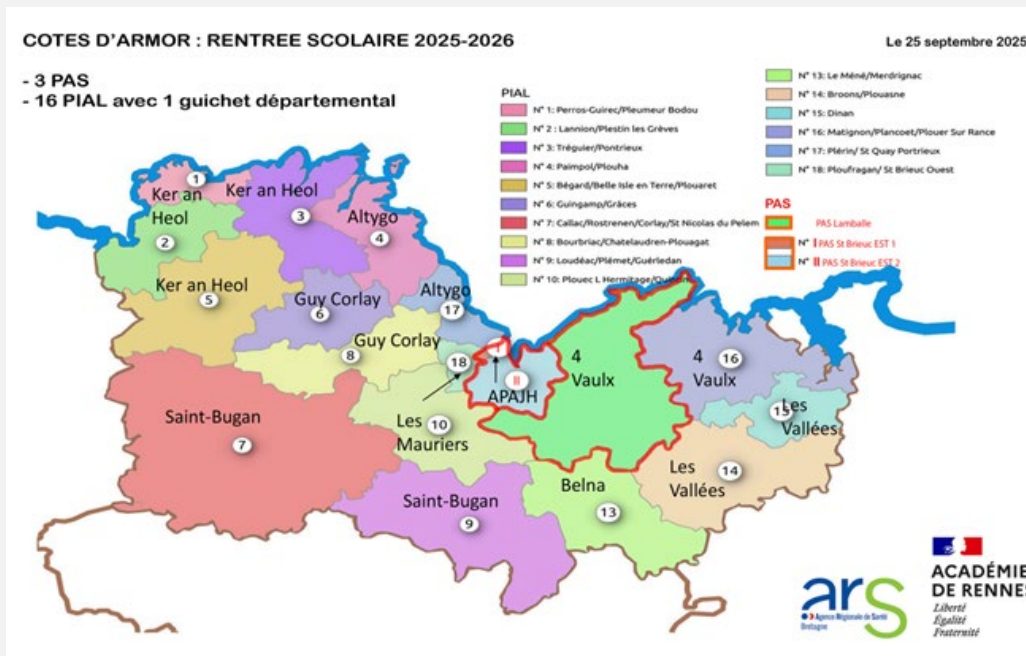 COTES D'ARMOR : RENTREE SCOLAIRE 2025-2026
Le 25 septembre 2025
- 3 PAS
- 16 PIAL avec 1 guichet départemental
PIAL
N° 1: Perros-Guirec/Pleumeur Bodou
N° 2 : Lannion/Plestin les Grèves
N° 3: Tréguier/Pontrieux
N° 4: Paimpol/Plouha
N° 5: Bégard/Belle Isle en Terre/Plouaret
N° 6: Guingamp/Grâces
N° 7: Callac/Rostrenen/Corlay/St Nicolas du Pelem
N° 8: Bourbriac/Chatelaudren-Plouagat
N° 9: Loudéac/Plémet/Guérledan
N° 10: Plouec L Hermitage/Quintin
N° 13: Le Méné/Merdrignac
N° 14: Broons/Plouasne
N° 15: Dinan
N° 16: Matignon/Plancoet/Plouer Sur Rance
N° 17: Plérin/ St Quay Portrieux
N° 18: Ploufragan/ St Brieuc Ouest
PAS
PAS Lamballe
N° I PAS St Brieuc EST 1
N° II PAS St Brieuc EST 2
1
Ker an
Heol
2
Ker an Heol
3
Altygo
4
Ker an Heol
5
Guy Corlay
6
Altygo
17
Guy Corlay
8
18
I
II
APAJH
4
Vaulx
4
Vaulx
16
15
Les
Vallées
Saint-Bugan
7
Les
Mauriers
10
Les
Vallées
14
Saint-Bugan
9
Belna
13
ars
Agence Régionale de Santé
Bretagne
ACADÉMIE
DE RENNES
Liberté
Égalité
Fraternité